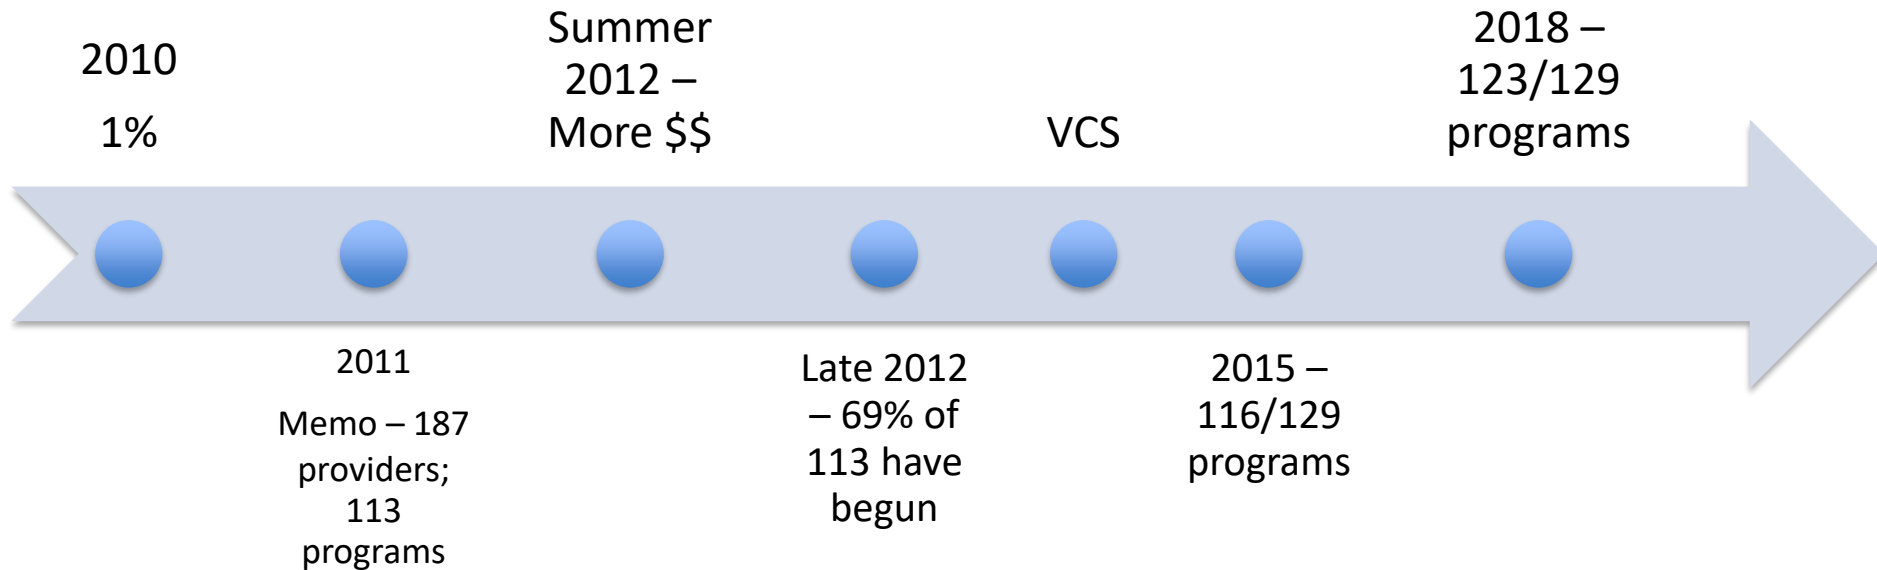 2010
1%
2011
Memo – 187
providers;
113
programs
Summer
2012 –
More $$
Late 2012
– 69% of
113 have
begun
VCS
2015 –
116/129
programs
2018 –
123/129
programs